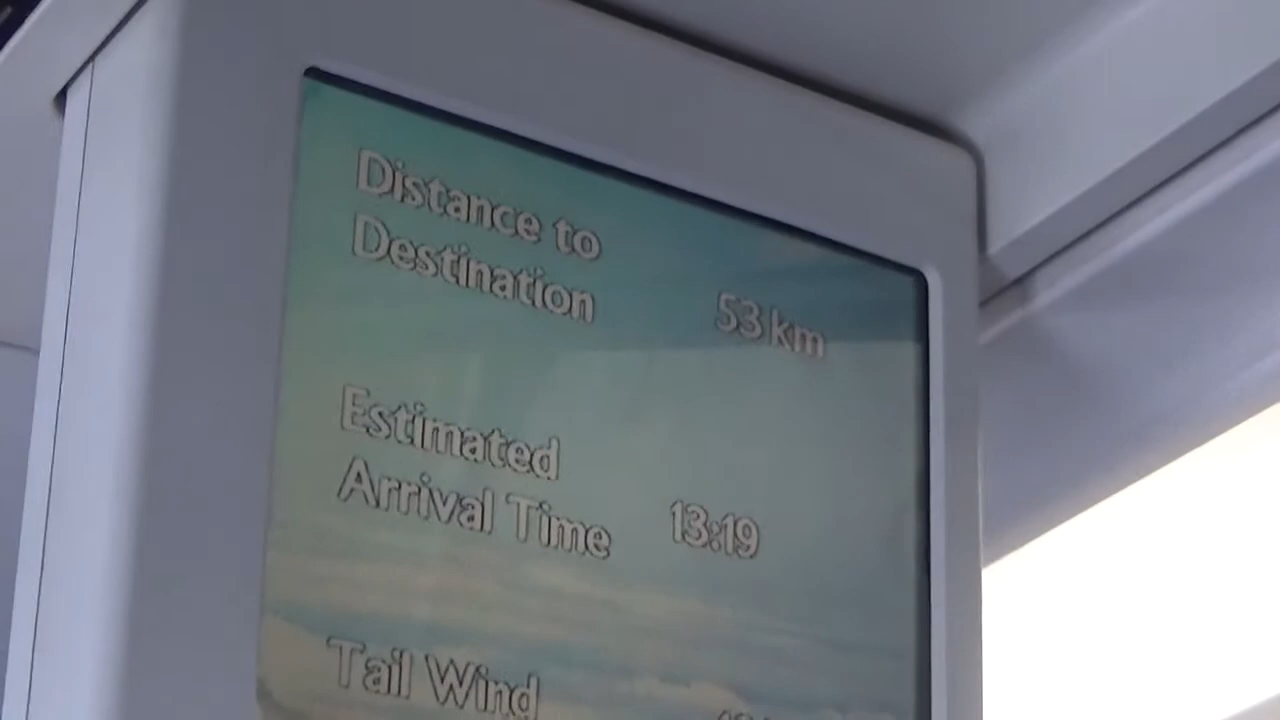 Distance to
Destination 53 km
Estimated
Arrival Time 13:19
Tail Wind